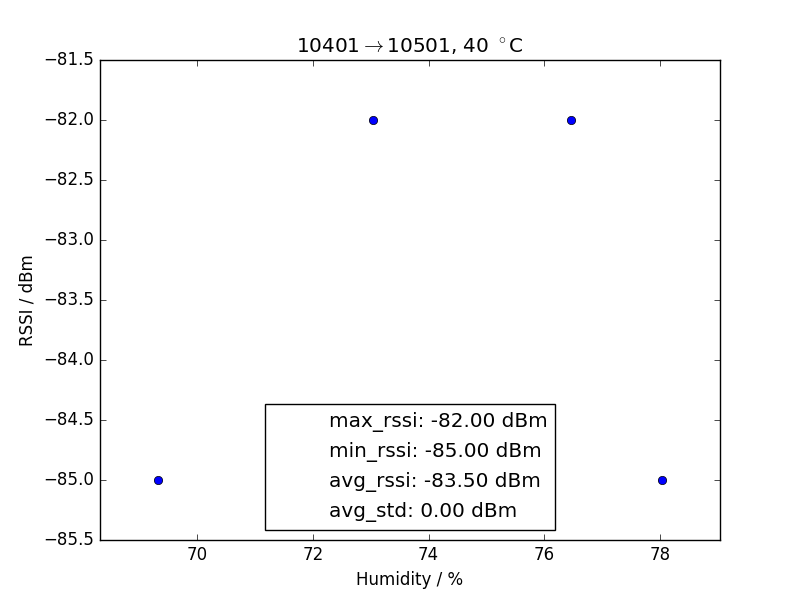 10401→10501, 40 °C
−81.5
−82.0
−82.5
−83.0
−83.5
−84.0
−84.5
−85.0
−85.5
RSSI / dBm
max_rssi: -82.00 dBm
min_rssi: -85.00 dBm
avg_rssi: -83.50 dBm
avg_std: 0.00 dBm
70 72 74 76 78
Humidity / %